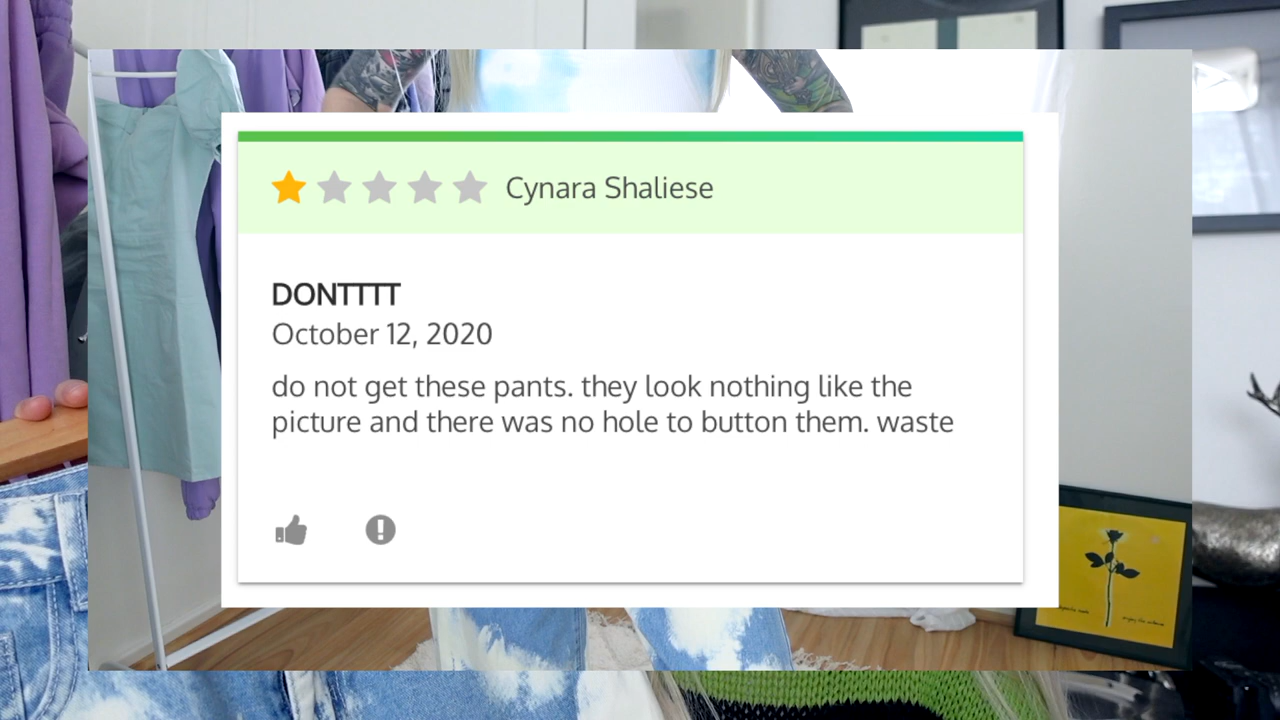 Cynara Shaliese
DONTTTT
October 12, 2020
do not get these pants. they look nothing like the
picture and there was no hole to button them. waste